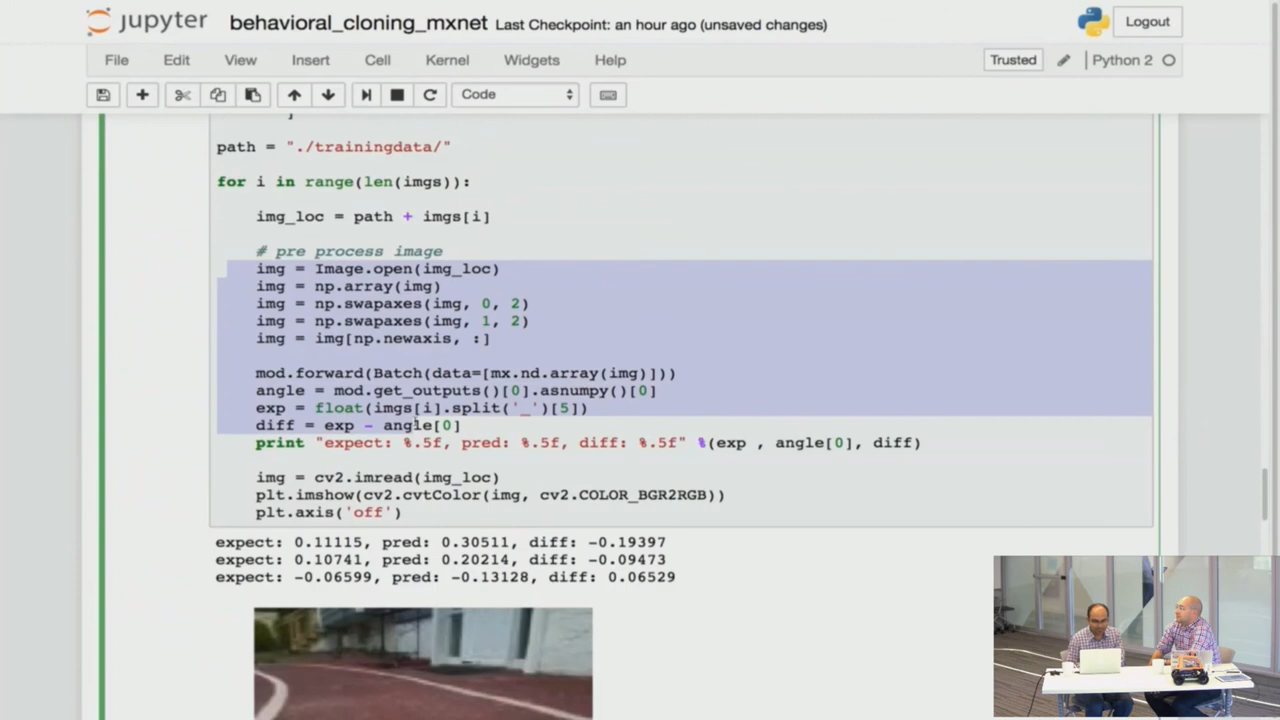 jupyter behavioral_cloning_mxnet Last Checkpoint: an hour ago (unsaved changes) Logout
File Edit View Insert Cell Kernel Widgets Help Trusted Python 2
Code
]
path = "./trainingdata/"
for i in range(len(imgs)):
img_loc = path + imgs[i]
# pre process image
img = Image.open(img_loc)
img = np.array(img)
img = np.swapaxes(img, 0, 2)
img = np.swapaxes(img, 1, 2)
img = img[np.newaxis, :]
mod.forward(Batch(data=[mx.nd.array(img)]))
angle = mod.get_outputs()[0].asnumpy()[0]
exp = float(imgs[i].split('_')[5])
diff = exp - angle[0]
print "expect: %.5f, pred: %.5f, diff: %.5f" %(exp , angle[0], diff)
img = cv2.imread(img_loc)
plt.imshow(cv2.cvtColor(img, cv2.COLOR_BGR2RGB))
plt.axis('off')
expect: 0.11115, pred: 0.30511, diff: -0.19397
expect: 0.10741, pred: 0.20214, diff: -0.09473
expect: -0.06599, pred: -0.13128, diff: 0.06529